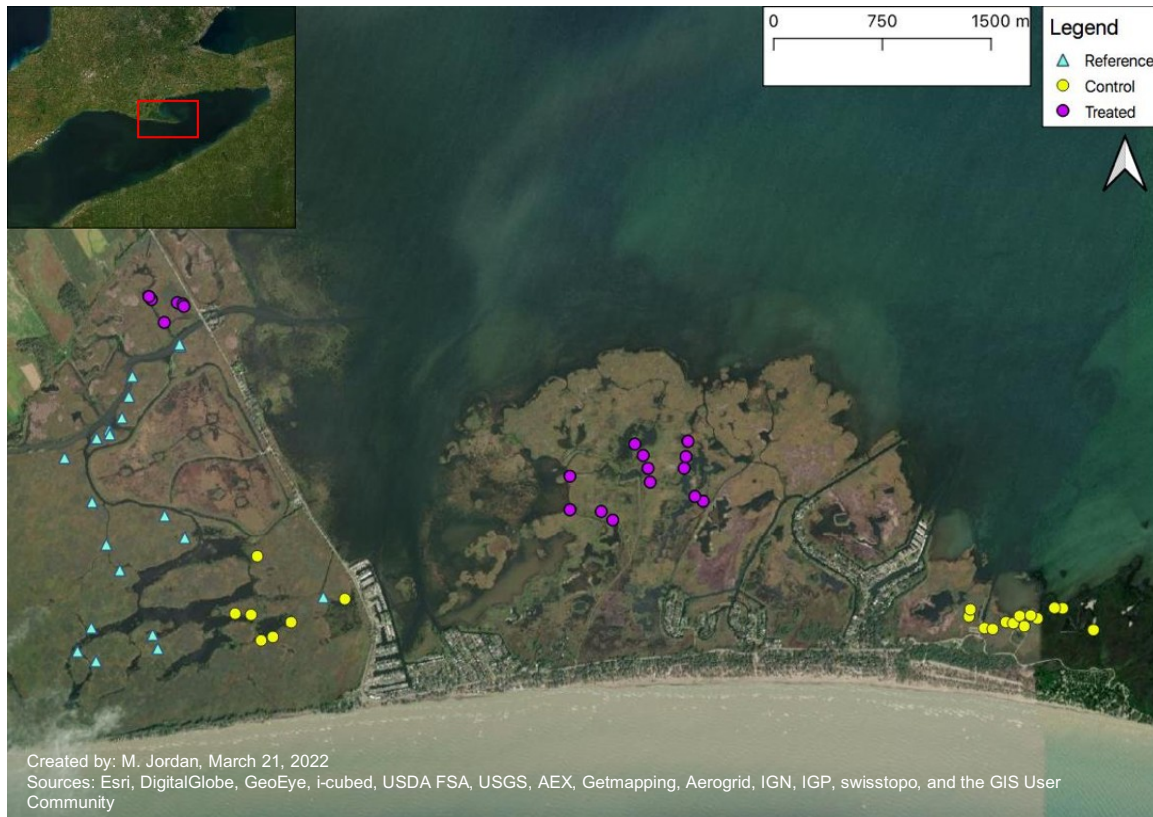 0 750 1500 m
Legend
Reference
Control
Treated
Created by: M. Jordan, March 21, 2022
Sources: Esri, DigitalGlobe, GeoEye, i-cubed, USDA FSA, USGS, AEX, Getmapping, Aerogrid, IGN, IGP, swisstopo, and the GIS User
Community